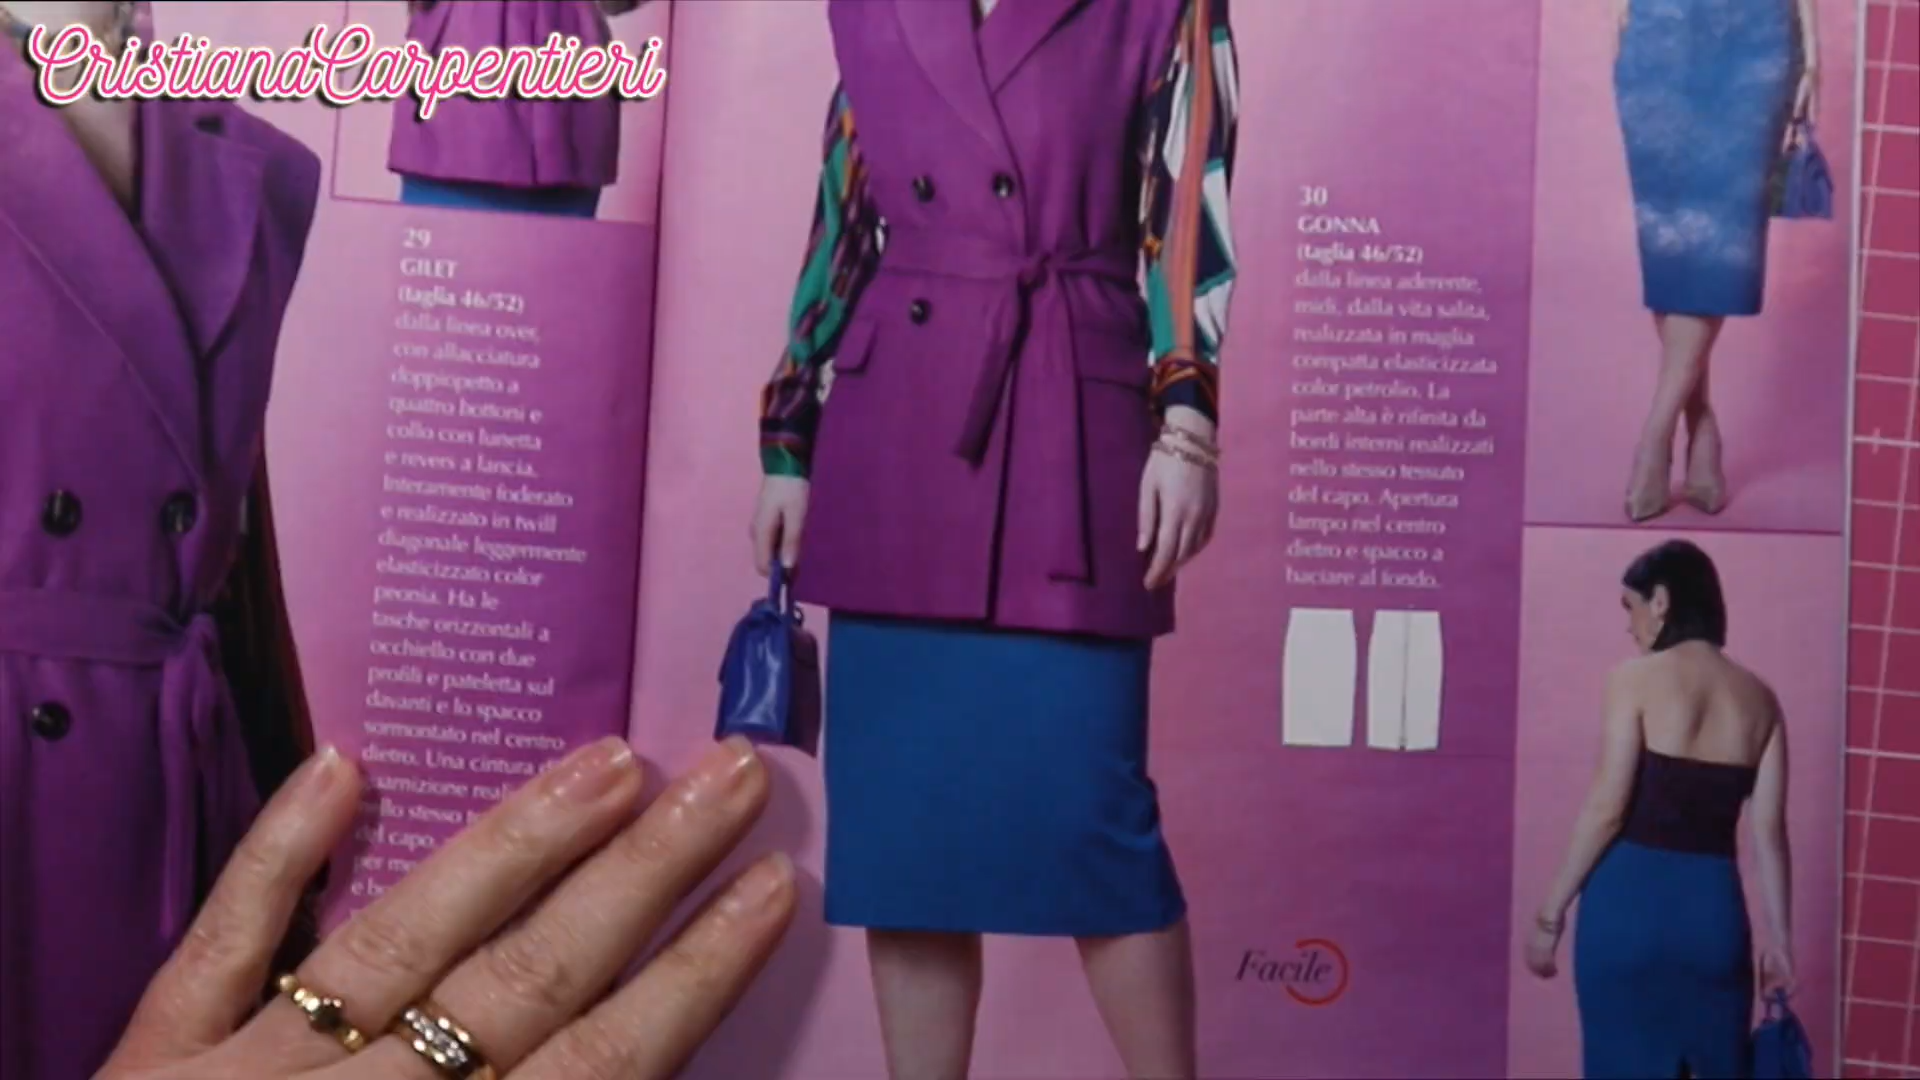 CristianaCarpentieri
29
GILET
(taglia 46/52)
dalla linea over,
con allacciatura
doppiopetto a
quattro bottoni e
collo con lunetta
e revers a lancia.
Interamente foderato
e realizzato in twill
diagonale leggermente
elasticizzato color
peonia. Ha le
tasche orizzontali a
occhiello con due
profili e pateletta sul
davanti e lo spacco
sormontato nel centro
dietro. Una cintura
stesso
capo,
30
GONNA
(taglia 46/52)
dalla linea aderente,
midi, dalla vita salita,
realizzata in maglia
compatta elasticizzata
color petrolio. La
parte alta è rifinita da
bordi interni realizzati
nello stesso tessuto
del capo. Apertura
lampo nel centro
dietro e spacco a
baciare al fondo.
Facile